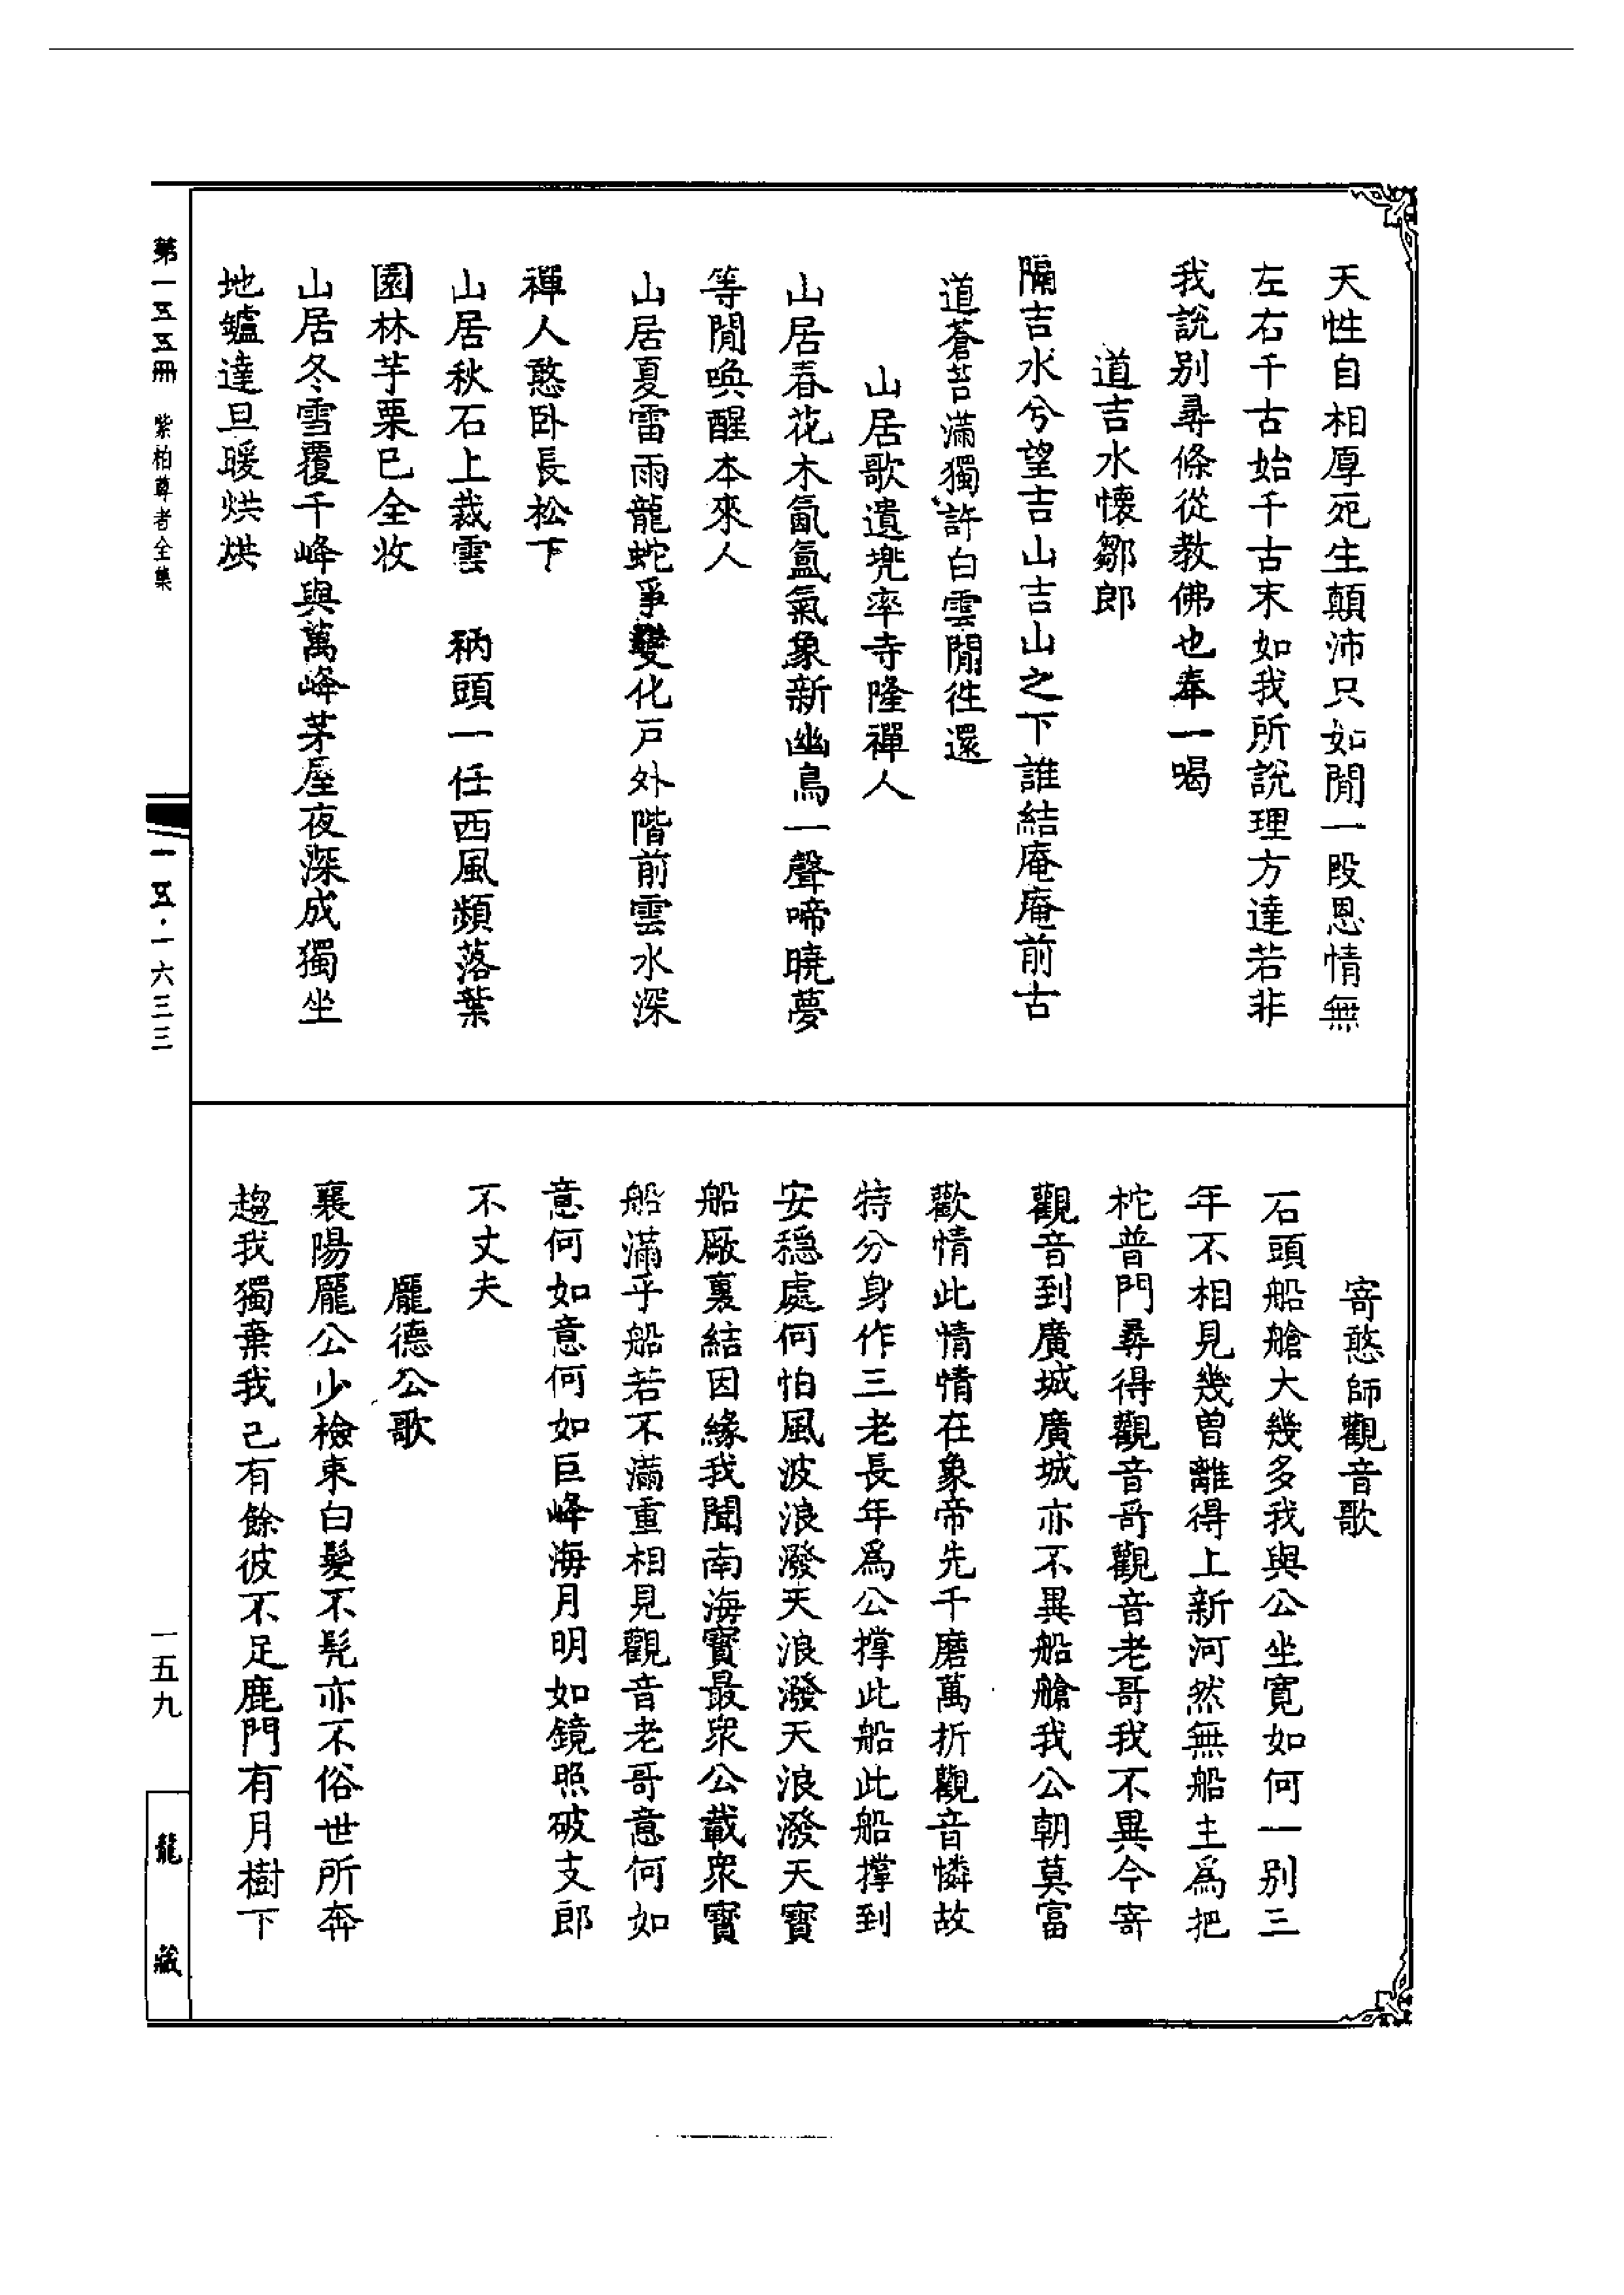 天性自相厚宛生顛沛只如閒一段恩情無
左右千古始千古末如我所說理方達若非
我說別尋條從教佛也奉一喝
道吉水懷鄒郎
隔吉水兮望吉山吉山之下誰結庵庵前古
道蒼苔滿獨許白雲閒徃還
山居歌遺兠率寺隆禪人
山居春花木氤氳氣象新幽鳥一聲啼曉夢
等閒喚醒本來人
山居夏雷雨龍蛇爭變化戸外階前雲水深
禪人憨卧長松下
山居秋石上裁雲 衲頭一任西風頻落葉
園林芋栗已全收
山居冬雪覆千峰與萬峰茅屋夜深成獨坐
地鑪達旦暖烘烘
寄憨師觀音歌
石頭船艙大幾多我與公坐寛如何一别三
年不相見幾曾離得上新河然無船主爲把
柁普門尋得觀音哥觀音老哥我不異今寄
觀音到廣城廣城亦不異船艙我公朝莫富
歡情此情情在象帝先千磨萬折觀音憐故
特分身作三老長年爲公撑此船此船撑到
安穩處何怕風波浪潑天浪潑天浪潑天寶
船廠裏結因緣我聞南海寳最衆公載衆寳
船滿乎船若不滿重相見觀音老哥意何如
意何如意何如巨峰海月明如鏡照破支郎
不丈夫
龐德公歌
襄陽龐公少檢束白髮不髡亦不俗世所奔
趨我獨棄我已有餘彼不足鹿門有月樹下
第一五五冊 紫柏尊者全集
一五·一六三三
一五九
龍藏